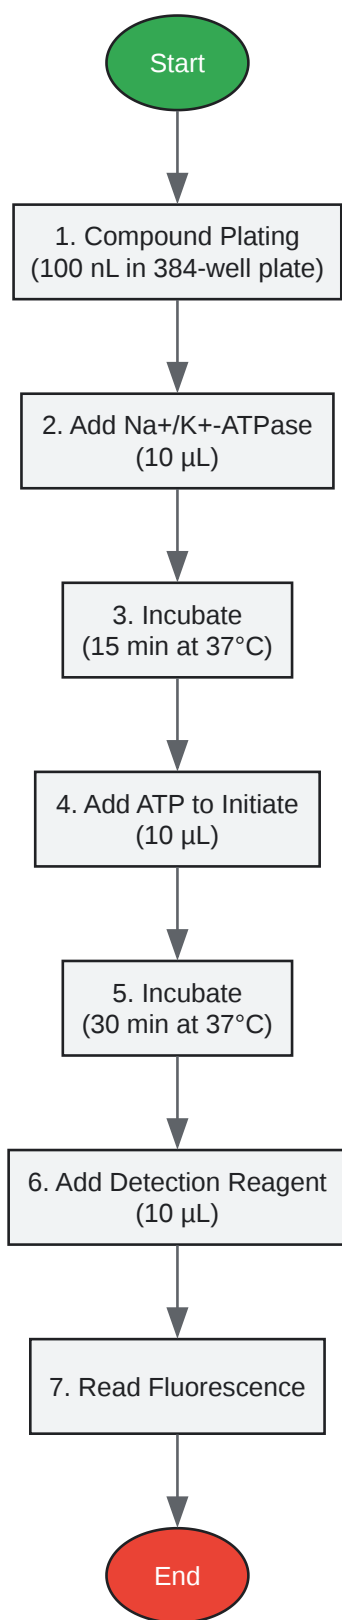 Start
1. Compound Plating
(100 nL in 384-well plate)
2. Add Na+/K+-ATPase
(10 µL)
3. Incubate
(15 min at 37°C)
4. Add ATP to Initiate
(10 µL)
5. Incubate
(30 min at 37°C)
6. Add Detection Reagent
(10 µL)
7. Read Fluorescence
End